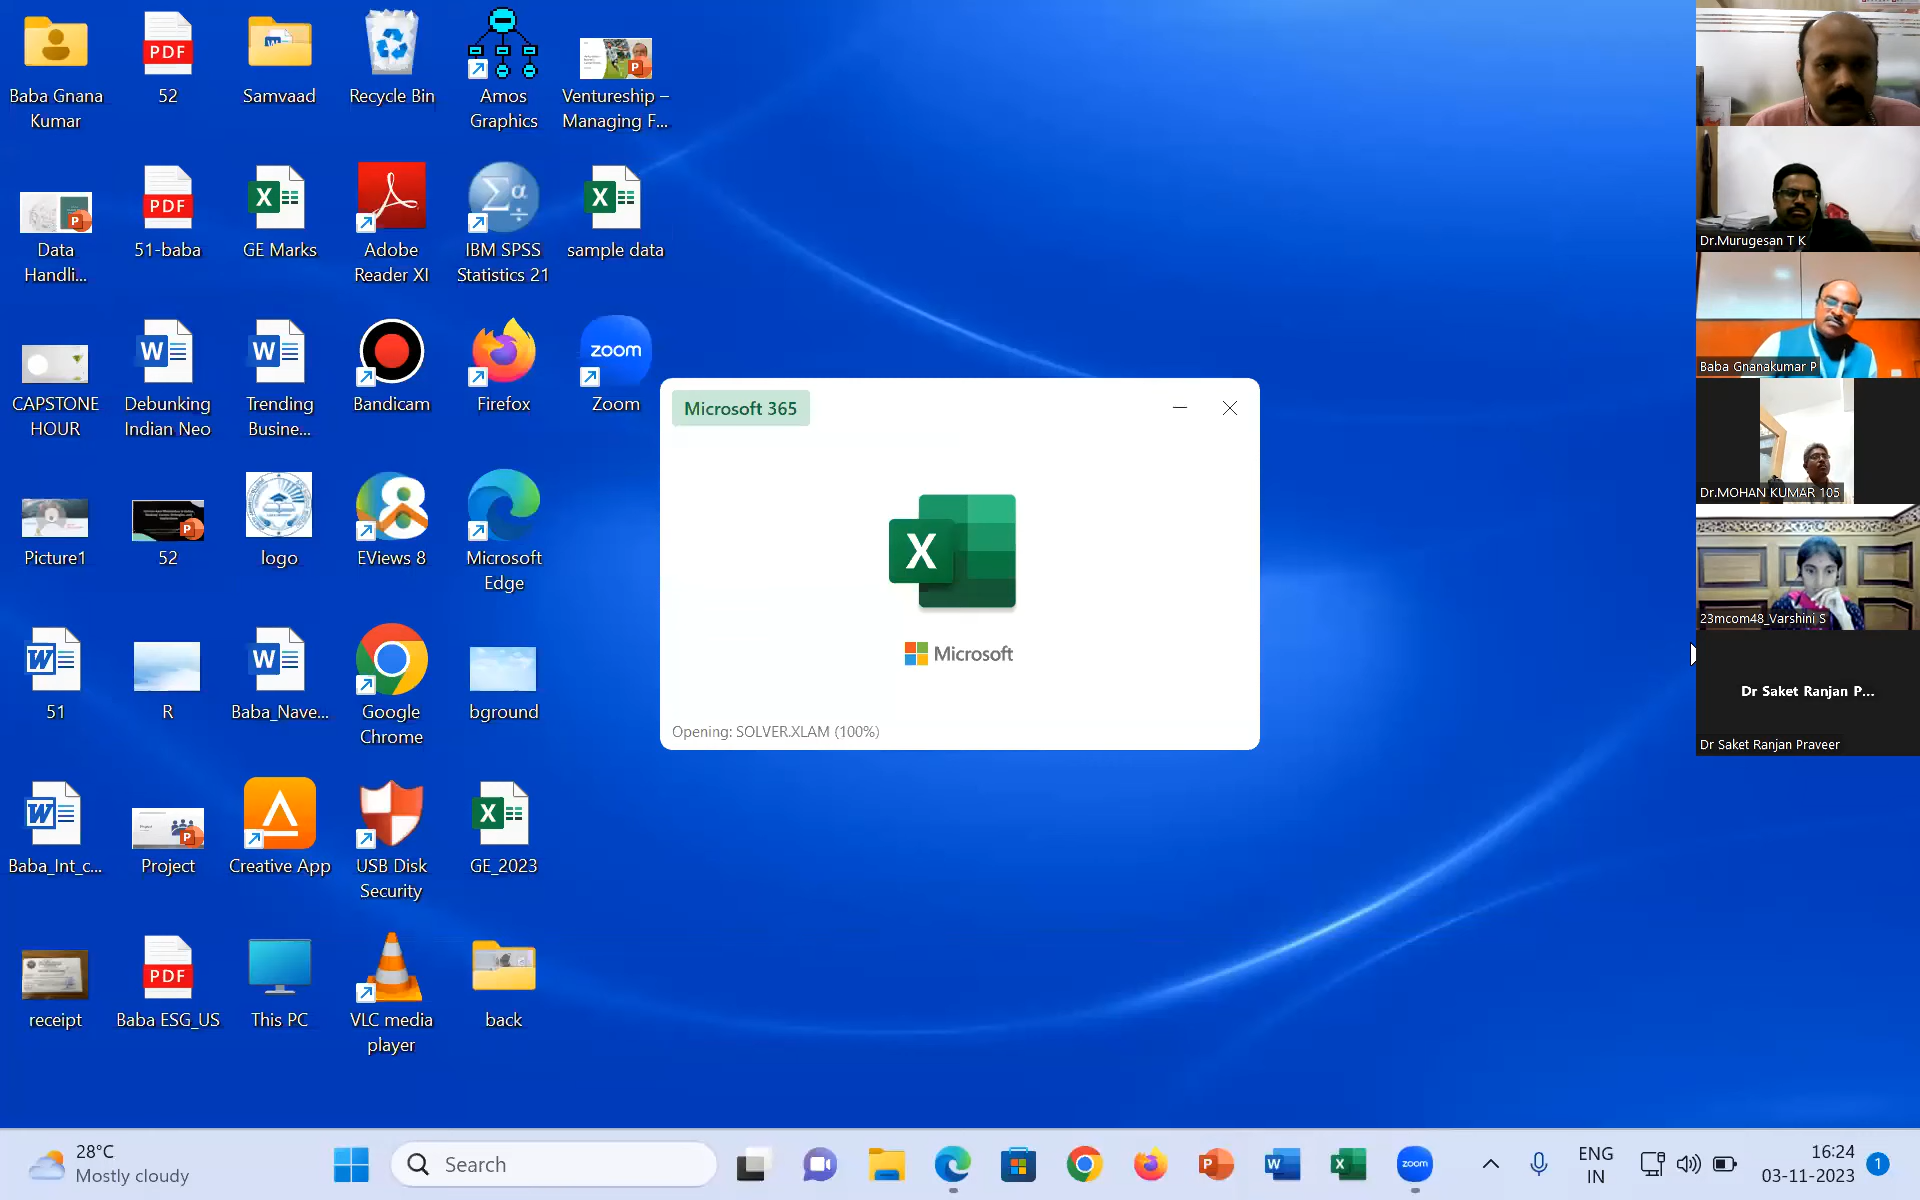 Baba Gnana
Kumar
52
Samvaad
Recycle Bin
Amos
Graphics
Ventureship –
Managing F...
Data
Handli...
51-baba
GE Marks
Adobe
Reader XI
IBM SPSS
Statistics 21
sample data
CAPSTONE
HOUR
Debunking
Indian Neo
Trending
Busine...
Bandicam
Firefox
zoom
Zoom
Picture1
52
logo
EViews 8
Microsoft
Edge
51
R
Baba_Nave...
Google
Chrome
bground
Baba_Int_c...
Project
Creative App
USB Disk
Security
GE_2023
receipt
Baba ESG_US
This PC
VLC media
player
back
PDF
PDF
PDF
Microsoft 365
Microsoft
Opening: SOLVER.XLAM (100%)
Dr.Murugesan T K
Baba Gnanakumar P
Dr.MOHAN KUMAR 105
23mcom48_Varshini S
Dr Saket Ranjan P...
Dr Saket Ranjan Praveer
28°C
Mostly cloudy
Search
zoom
ENG
IN
16:24
03-11-2023
1